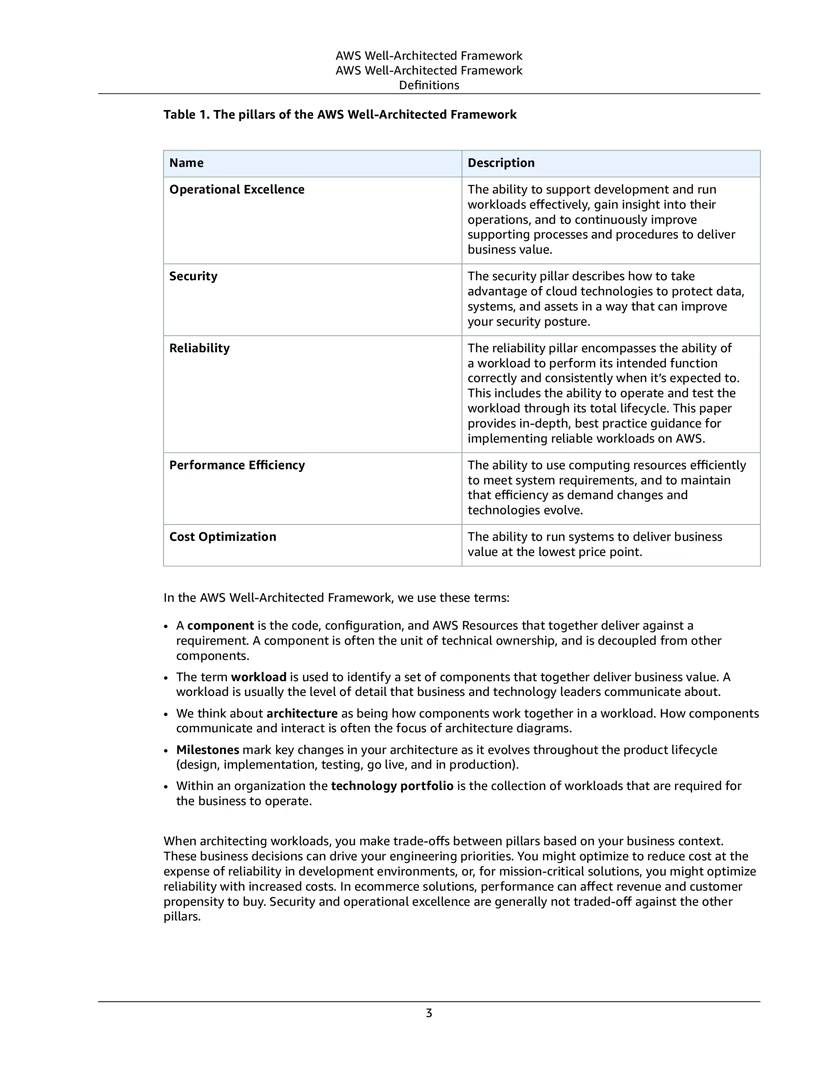 AWS Well-Architected Framework
AWS Well-Architected Framework
Definitions
Table 1. The pillars of the AWS Well-Architected Framework
Name
Description
Operational Excellence
The ability to support development and run
workloads effectively, gain insight into their
operations, and to continuously improve
supporting processes and procedures to deliver
business value.
Security
The security pillar describes how to take
advantage of cloud technologies to protect data,
systems, and assets in a way that can improve
your security posture.
Reliability
The reliability pillar encompasses the ability of
a workload to perform its intended function
correctly and consistently when it’s expected to.
This includes the ability to operate and test the
workload through its total lifecycle. This paper
provides in-depth, best practice guidance for
implementing reliable workloads on AWS.
Performance Efficiency
The ability to use computing resources efficiently
to meet system requirements, and to maintain
that efficiency as demand changes and
technologies evolve.
Cost Optimization
The ability to run systems to deliver business
value at the lowest price point.
In the AWS Well-Architected Framework, we use these terms:
• A component is the code, configuration, and AWS Resources that together deliver against a
requirement. A component is often the unit of technical ownership, and is decoupled from other
components.
• The term workload is used to identify a set of components that together deliver business value. A
workload is usually the level of detail that business and technology leaders communicate about.
• We think about architecture as being how components work together in a workload. How components
communicate and interact is often the focus of architecture diagrams.
• Milestones mark key changes in your architecture as it evolves throughout the product lifecycle
(design, implementation, testing, go live, and in production).
• Within an organization the technology portfolio is the collection of workloads that are required for
the business to operate.
When architecting workloads, you make trade-offs between pillars based on your business context.
These business decisions can drive your engineering priorities. You might optimize to reduce cost at the
expense of reliability in development environments, or, for mission-critical solutions, you might optimize
reliability with increased costs. In ecommerce solutions, performance can affect revenue and customer
propensity to buy. Security and operational excellence are generally not traded-off against the other
pillars.
3